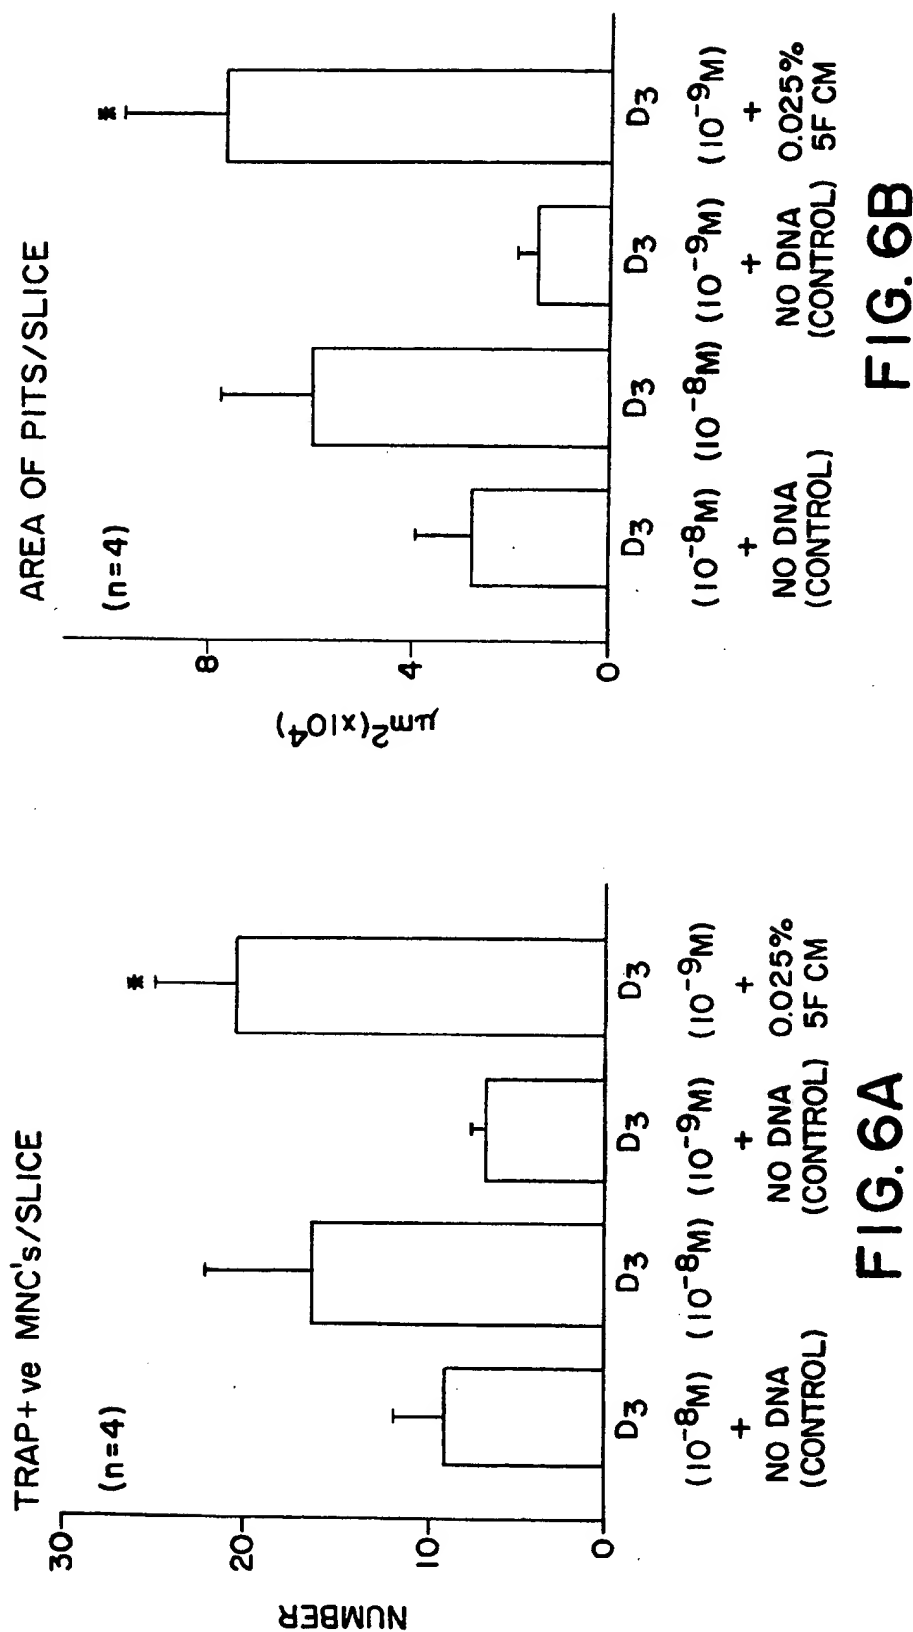 TRAP+ve MNC's/SLICE
(n=4)
30
20
10
0
NUMBER
D3 D3 D3 D3
(10⁻⁸M) (10⁻⁸M) (10⁻⁹M) (10⁻⁹M)
+ + +
NO DNA NO DNA 0.025%
(CONTROL) (CONTROL) 5F CM
*
FIG. 6A
AREA OF PITS/SLICE
(n=4)
8
4
0
µm²(x10⁴)
D3 D3 D3 D3
(10⁻⁸M) (10⁻⁸M) (10⁻⁹M) (10⁻⁹M)
+ + +
NO DNA NO DNA 0.025%
(CONTROL) (CONTROL) 5F CM
*
FIG. 6B